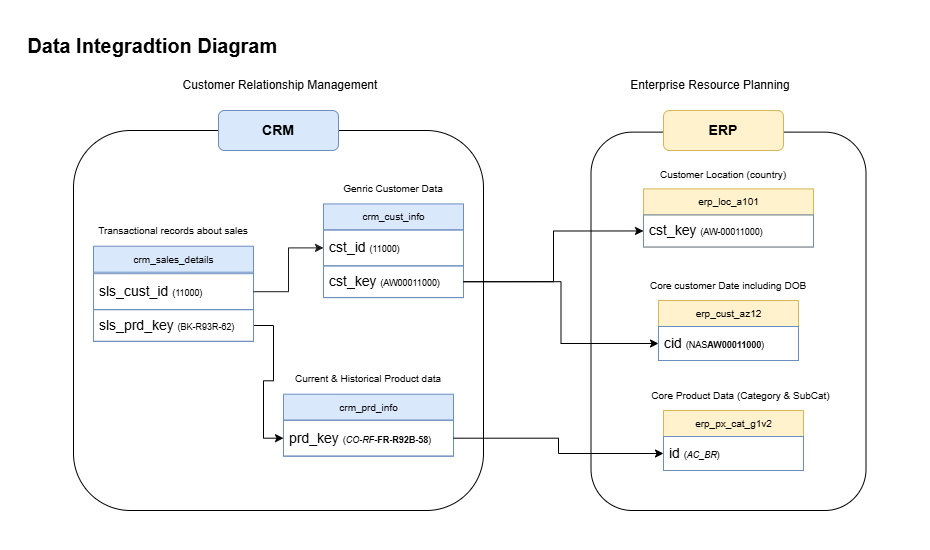 Data Integradtion Diagram
Customer Relationship Management
CRM
Genric Customer Data
crm_cust_info
cst_id (11000)
cst_key (AW00011000)
Transactional records about sales
crm_sales_details
sls_cust_id (11000)
sls_prd_key (BK-R93R-62)
Current & Historical Product data
crm_prd_info
prd_key (CO-RF-FR-R92B-58)
Enterprise Resource Planning
ERP
Customer Location (country)
erp_loc_a101
cst_key (AW-00011000)
Core customer Date including DOB
erp_cust_az12
cid (NASAW00011000)
Core Product Data (Category & SubCat)
erp_px_cat_g1v2
id (AC_BR)